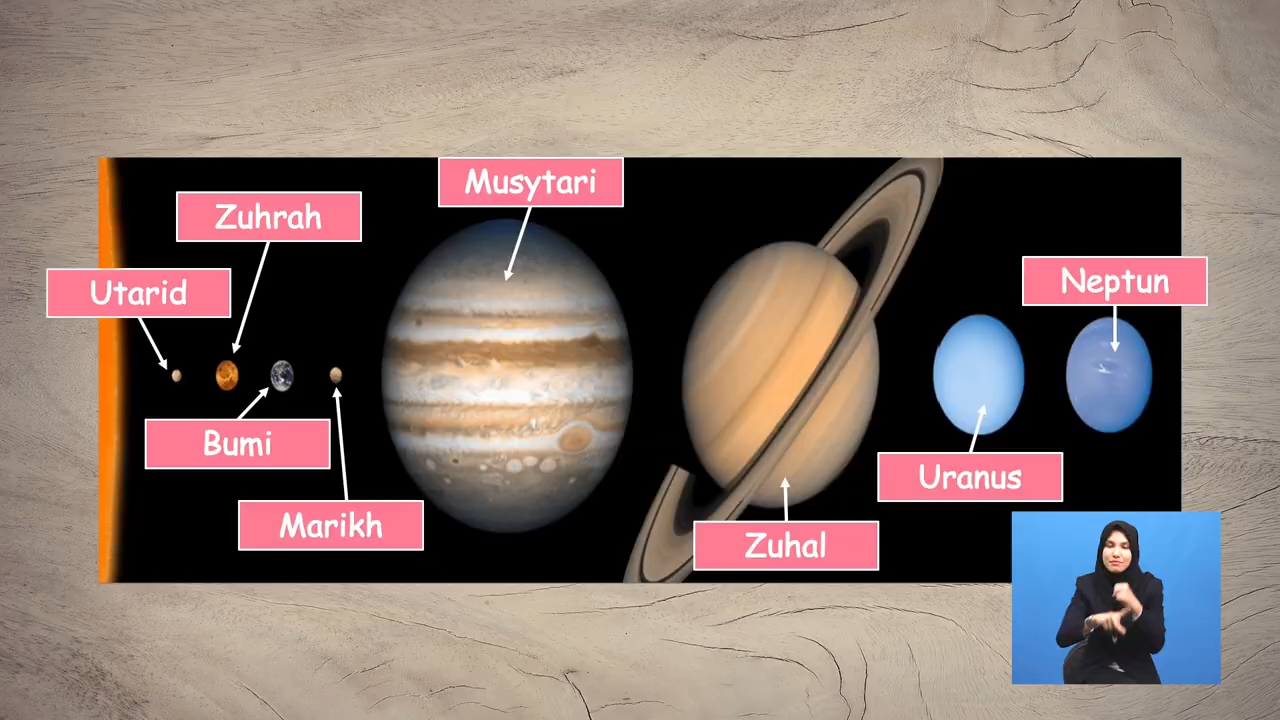 Utarid
Zuhrah
Bumi
Marikh
Musytari
Zuhal
Uranus
Neptun